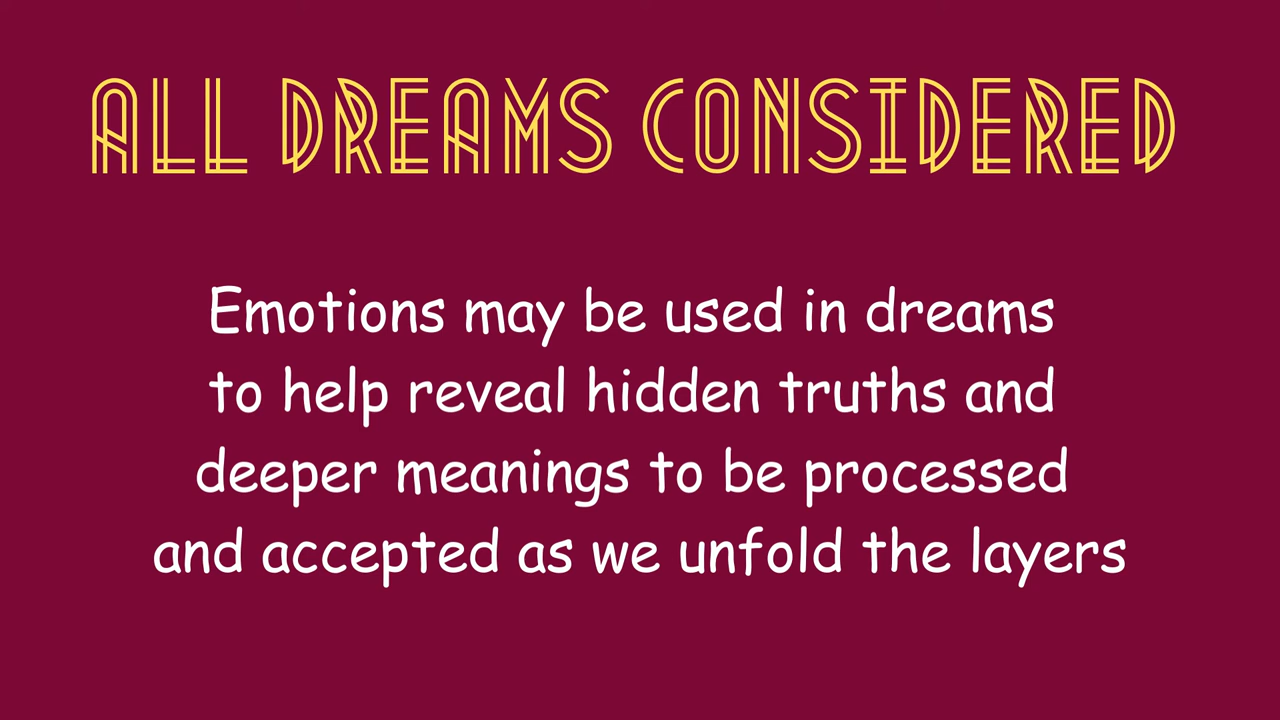 ALL DREAMS CONSIDERED
Emotions may be used in dreams
to help reveal hidden truths and
deeper meanings to be processed
and accepted as we unfold the layers